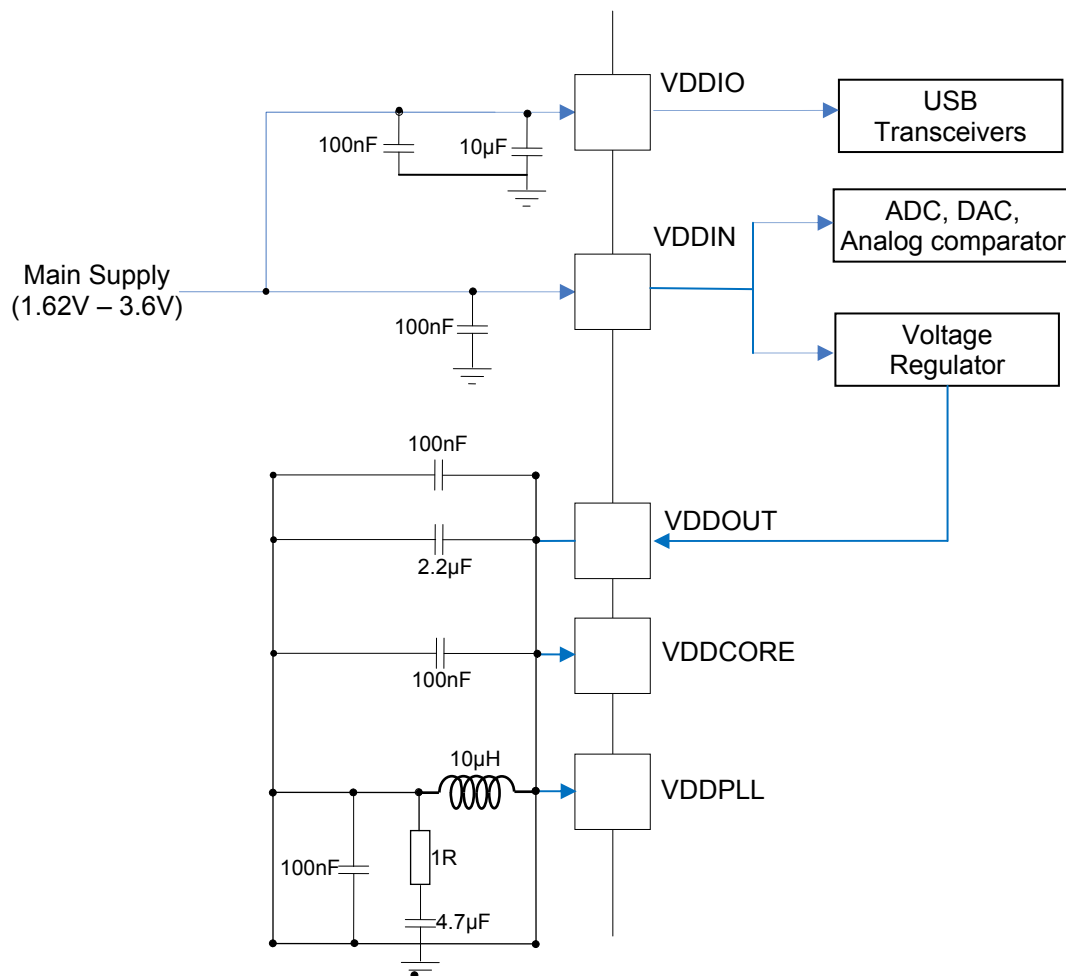 VDDIO
USB
Transceivers
100nF
10µF
VDDIN
ADC, DAC,
Analog comparator
Main Supply
(1.62V – 3.6V)
100nF
Voltage
Regulator
100nF
VDDOUT
2.2µF
VDDCORE
100nF
10µH
VDDPLL
1R
100nF
4.7µF